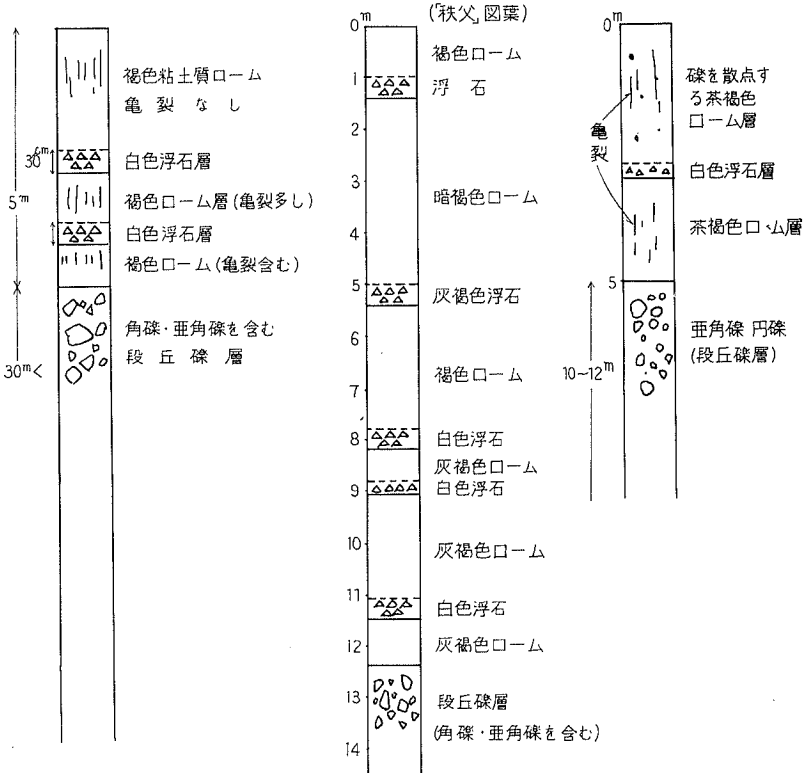 褐色粘土質ローム
亀裂なし
30cm
白色浮石層
5m
褐色ローム層(亀裂多し)
白色浮石層
褐色ローム(亀裂含む)
角礫・亜角礫を含む
段丘礫層
30m<
(「秩父」図葉)
0m
褐色ローム
1
浮石
2
3
暗褐色ローム
4
5
灰褐色浮石
6
褐色ローム
7
8
白色浮石
灰褐色ローム
9
白色浮石
10
灰褐色ローム
11
白色浮石
12
灰褐色ローム
13
段丘礫層
(角礫・亜角礫を含む)
14
0m
礫を散点す
る茶褐色
ローム層
亀裂
白色浮石層
茶褐色ローム層
5
亜角礫 円礫
(段丘礫層)
10~12m